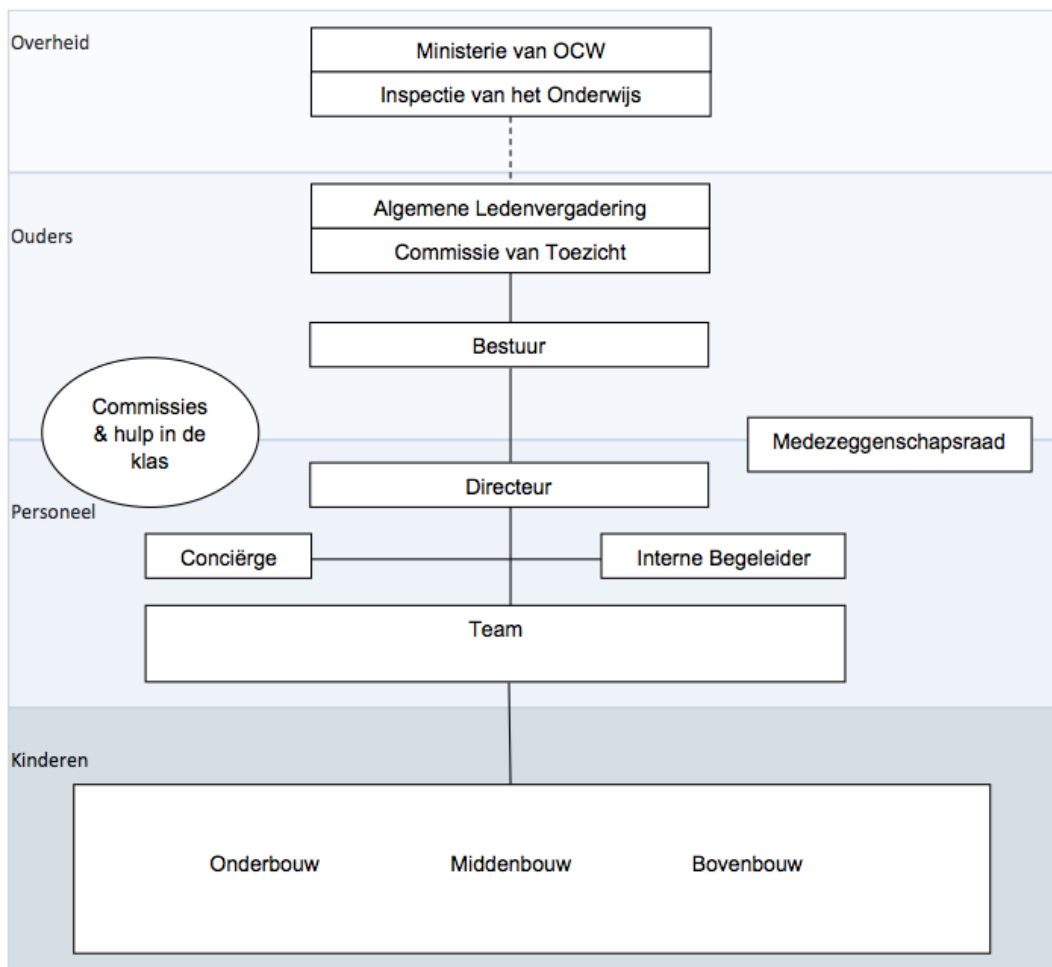 Overheid
Ministerie van OCW
Inspectie van het Onderwijs
Ouders
Algemene Ledenvergadering
Commissie van Toezicht
Bestuur
Commissies
& hulp in de
klas
Medezeggenschapsraad
Personeel
Directeur
Conciërge
Interne Begeleider
Team
Kinderen
Onderbouw
Middenbouw
Bovenbouw